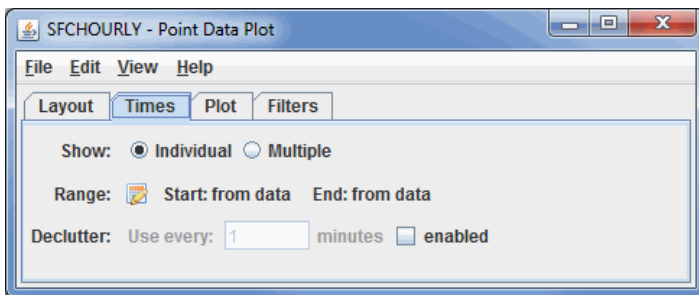 SFCHOURLY - Point Data Plot
File Edit View Help
Layout Times Plot Filters
Show: Individual Multiple
Range: Start: from data End: from data
Declutter: Use every: 1 minutes enabled